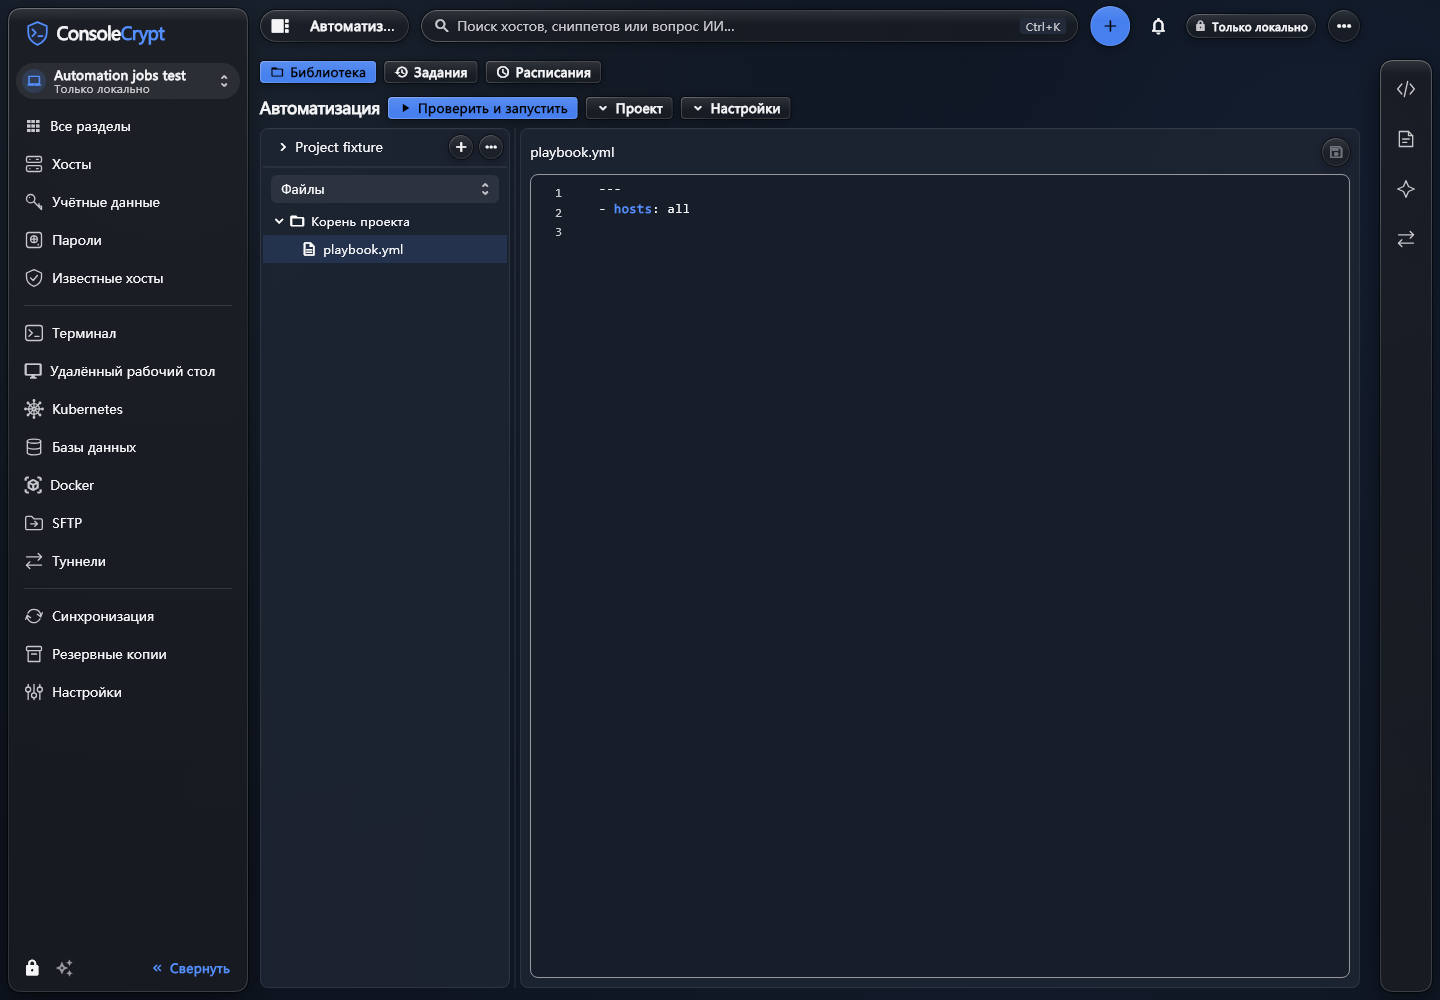 ConsoleCrypt
Automation jobs test
Только локально
Все разделы
Хосты
Учётные данные
Пароли
Известные хосты
Терминал
Удалённый рабочий стол
Kubernetes
Базы данных
Docker
SFTP
Туннели
Синхронизация
Резервные копии
Настройки
« Свернуть
Автоматиз...
Поиск хостов, сниппетов или вопрос ИИ... Ctrl+K
Только локально
Библиотека Задания Расписания
Автоматизация Проверить и запустить Проект Настройки
Project fixture
Файлы
Корень проекта
playbook.yml
playbook.yml
1 ---
2 - hosts: all
3